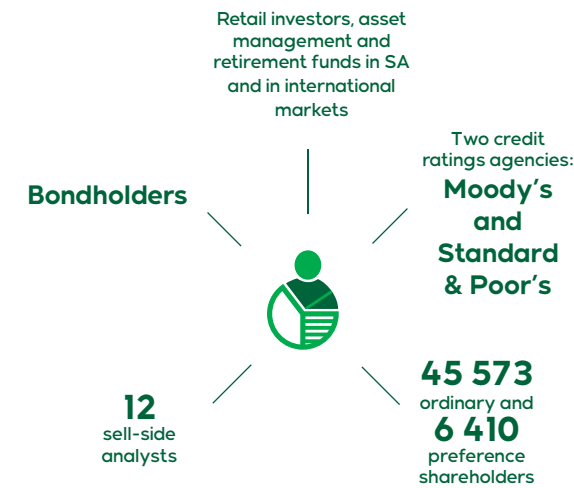 Retail investors, asset
management and
retirement funds in SA
and in international
markets
Two credit
ratings agencies:
Moody's
and
Standard
& Poor's
Bondholders
45 573
ordinary and
6 410
preference
shareholders
12
sell-side
analysts